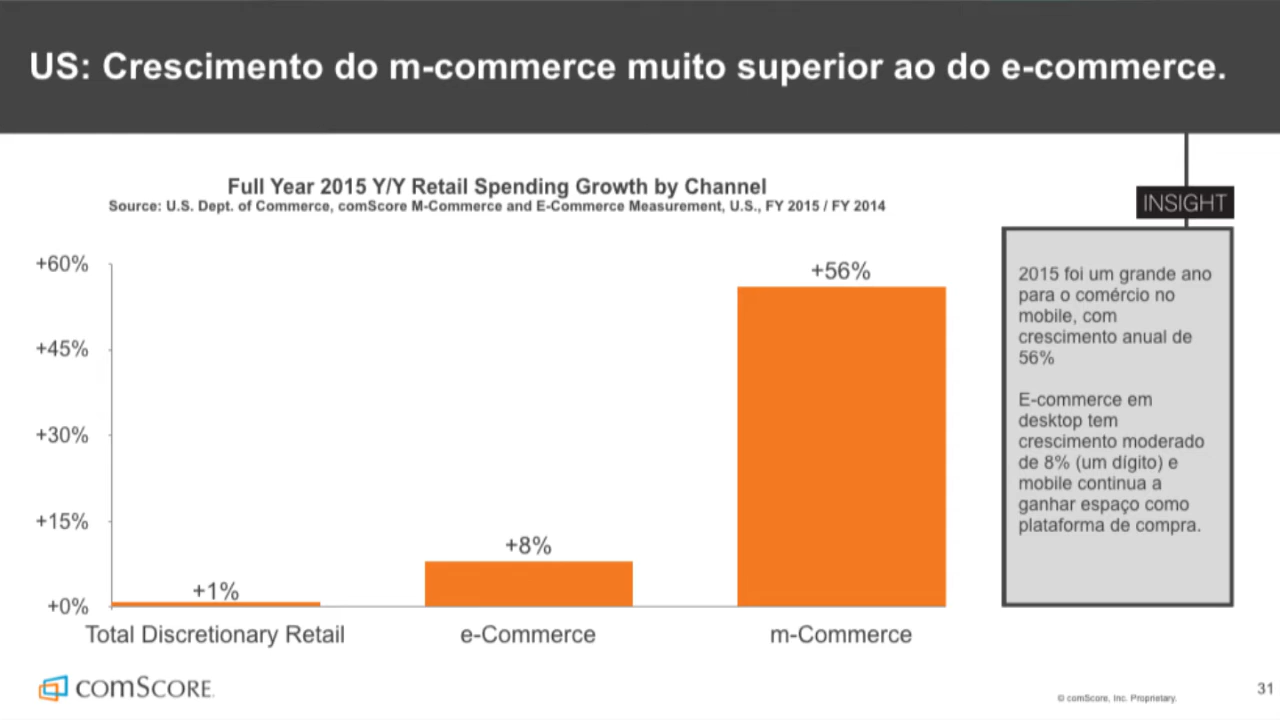 US: Crescimento do m-commerce muito superior ao do e-commerce.
Full Year 2015 Y/Y Retail Spending Growth by Channel
Source: U.S. Dept. of Commerce, comScore M-Commerce and E-Commerce Measurement, U.S., FY 2015 / FY 2014
INSIGHT
+60%
+45%
+30%
+15%
+0%
+1%
+8%
+56%
Total Discretionary Retail
e-Commerce
m-Commerce
2015 foi um grande ano
para o comércio no
mobile, com
crescimento anual de
56%
E-commerce em
desktop tem
crescimento moderado
de 8% (um dígito) e
mobile continua a
ganhar espaço como
plataforma de compra.
comSCORE.
© comScore, Inc. Proprietary.
31